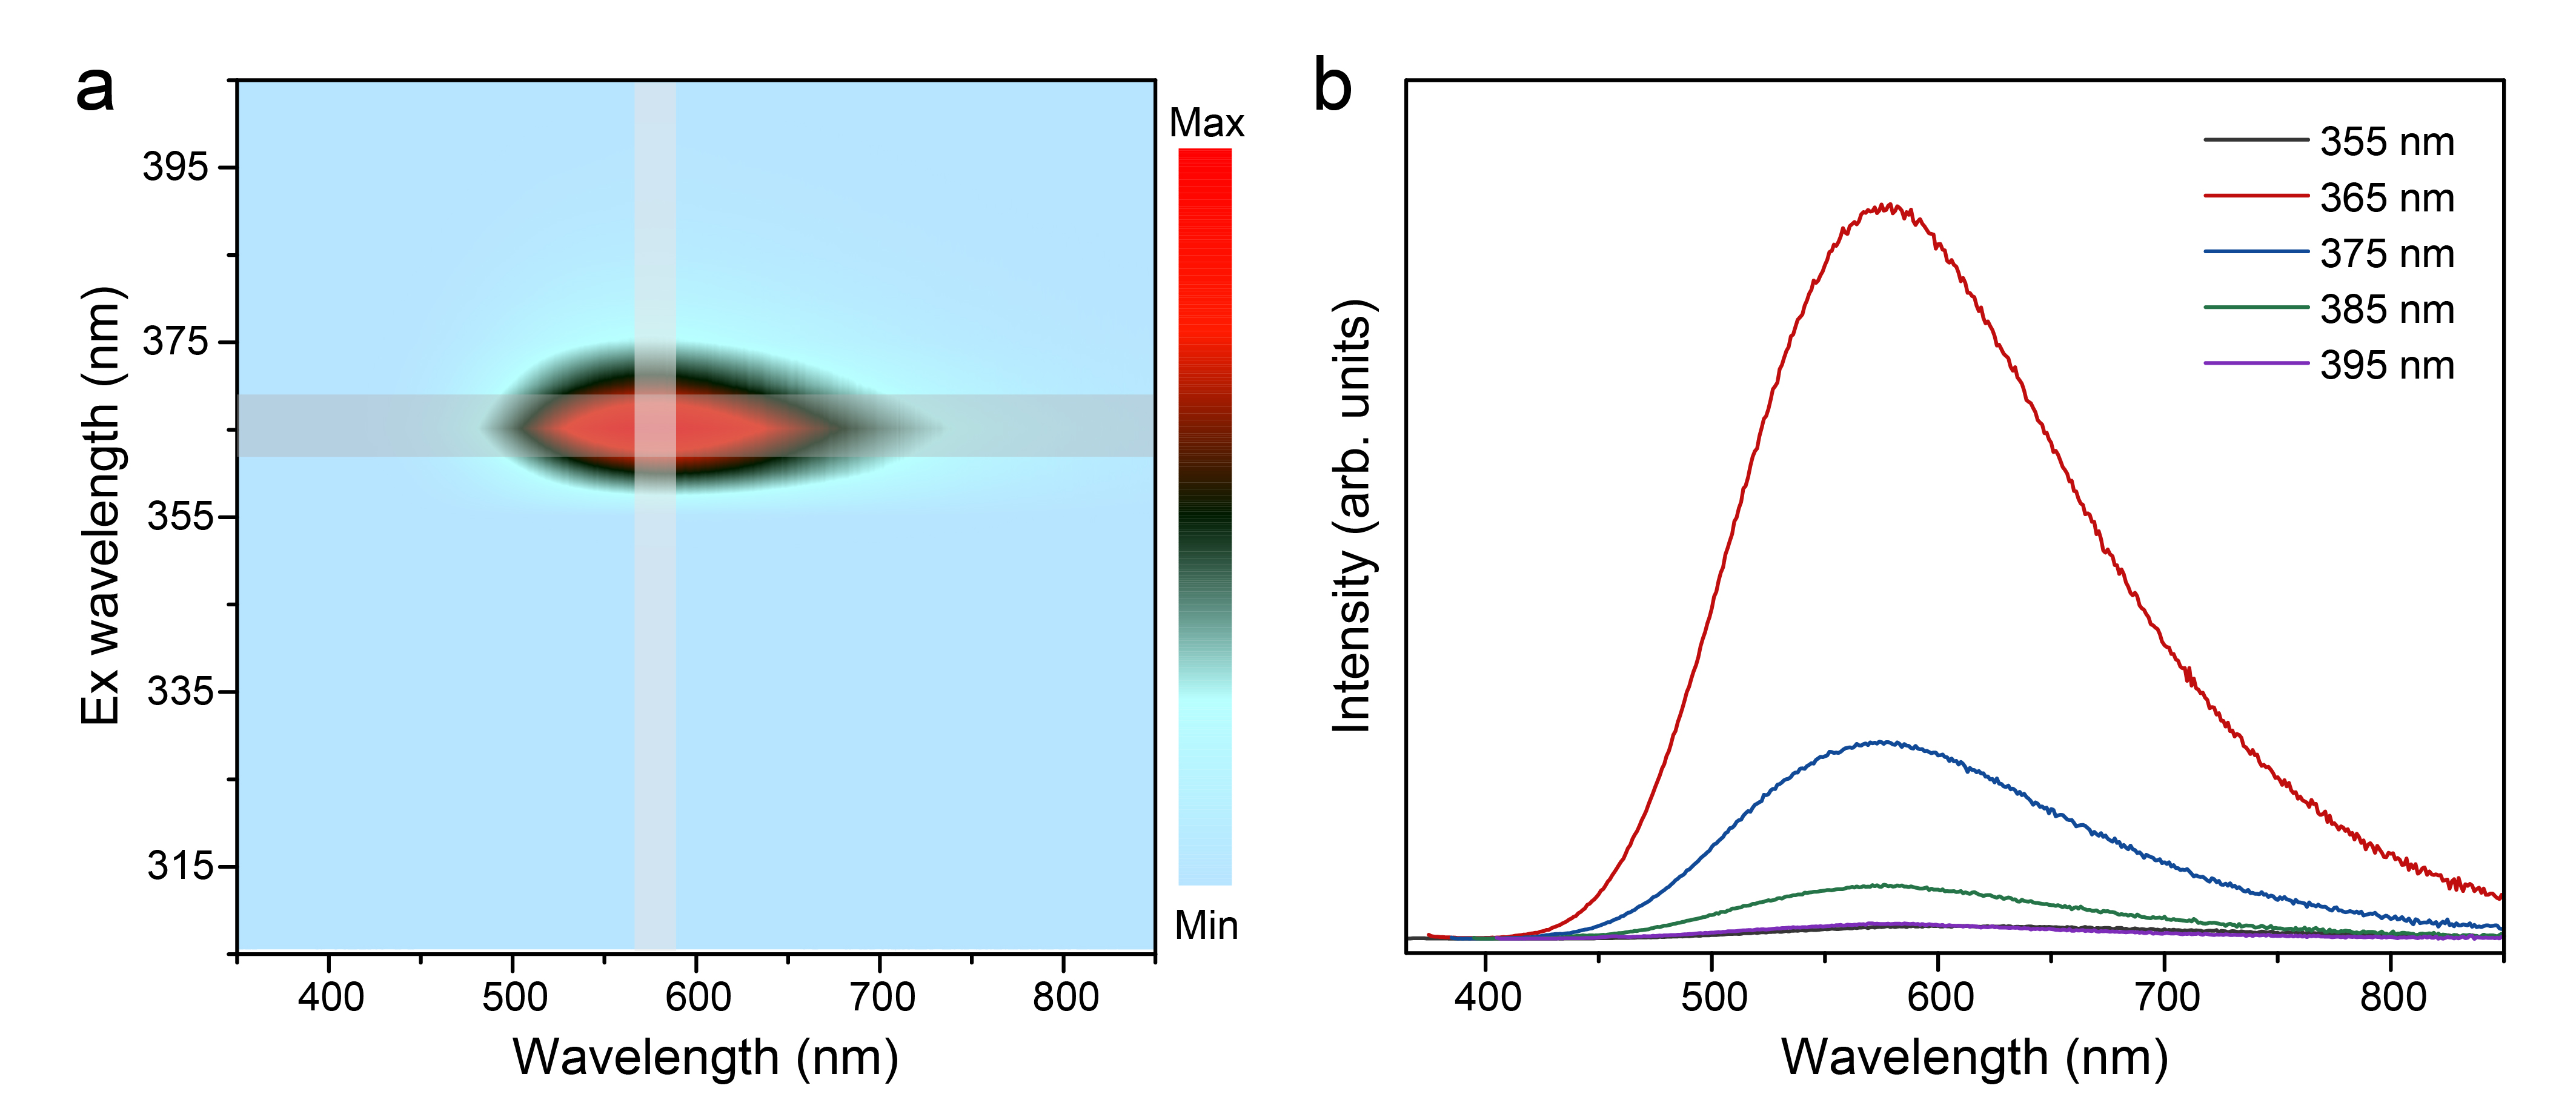 a
Max
Min
395
375
355
335
315
Ex wavelength (nm)
400 500 600 700 800
Wavelength (nm)
b
355 nm
365 nm
375 nm
385 nm
395 nm
Intensity (arb. units)
400 500 600 700 800
Wavelength (nm)